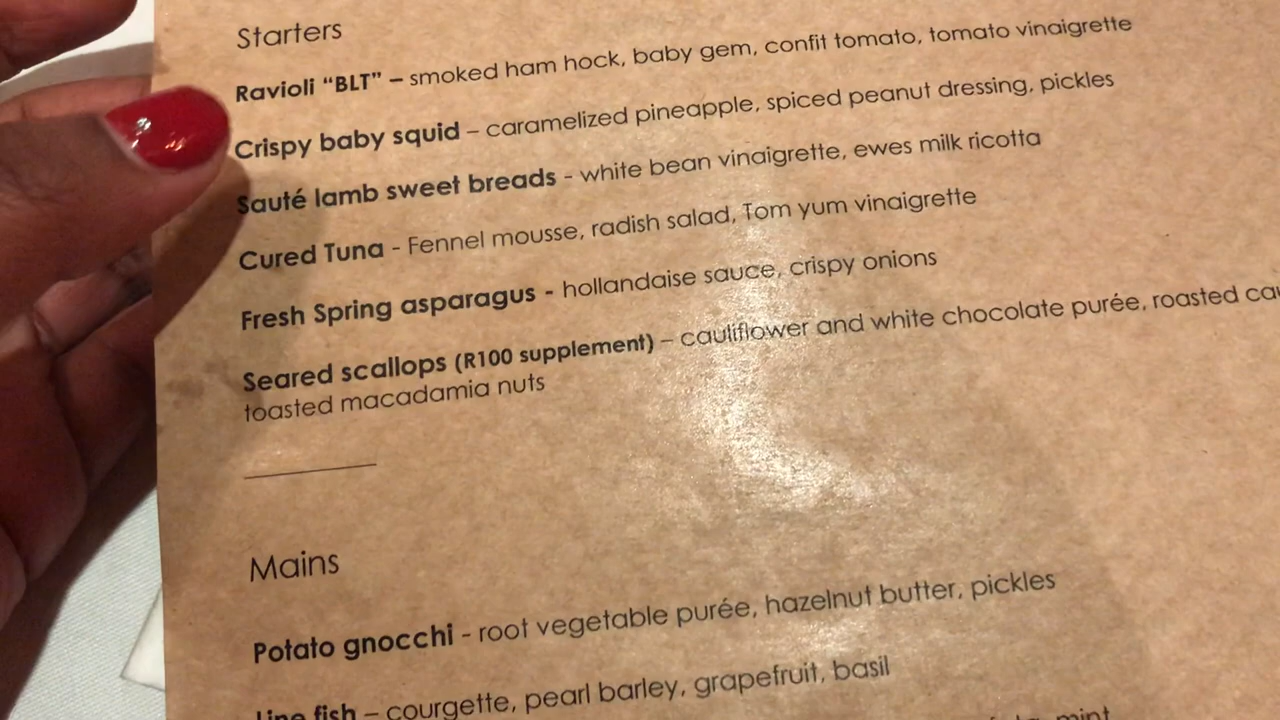 Starters
Ravioli “BLT” – smoked ham hock, baby gem, confit tomato, tomato vinaigrette
Crispy baby squid – caramelized pineapple, spiced peanut dressing, pickles
Sauté lamb sweet breads - white bean vinaigrette, ewes milk ricotta
Cured Tuna - Fennel mousse, radish salad, Tom yum vinaigrette
Fresh Spring asparagus - hollandaise sauce, crispy onions
Seared scallops (R100 supplement) – cauliflower and white chocolate purée, roasted
toasted macadamia nuts
Mains
Potato gnocchi - root vegetable purée, hazelnut butter, pickles
Line fish – courgette, pearl barley, grapefruit, basil
mint